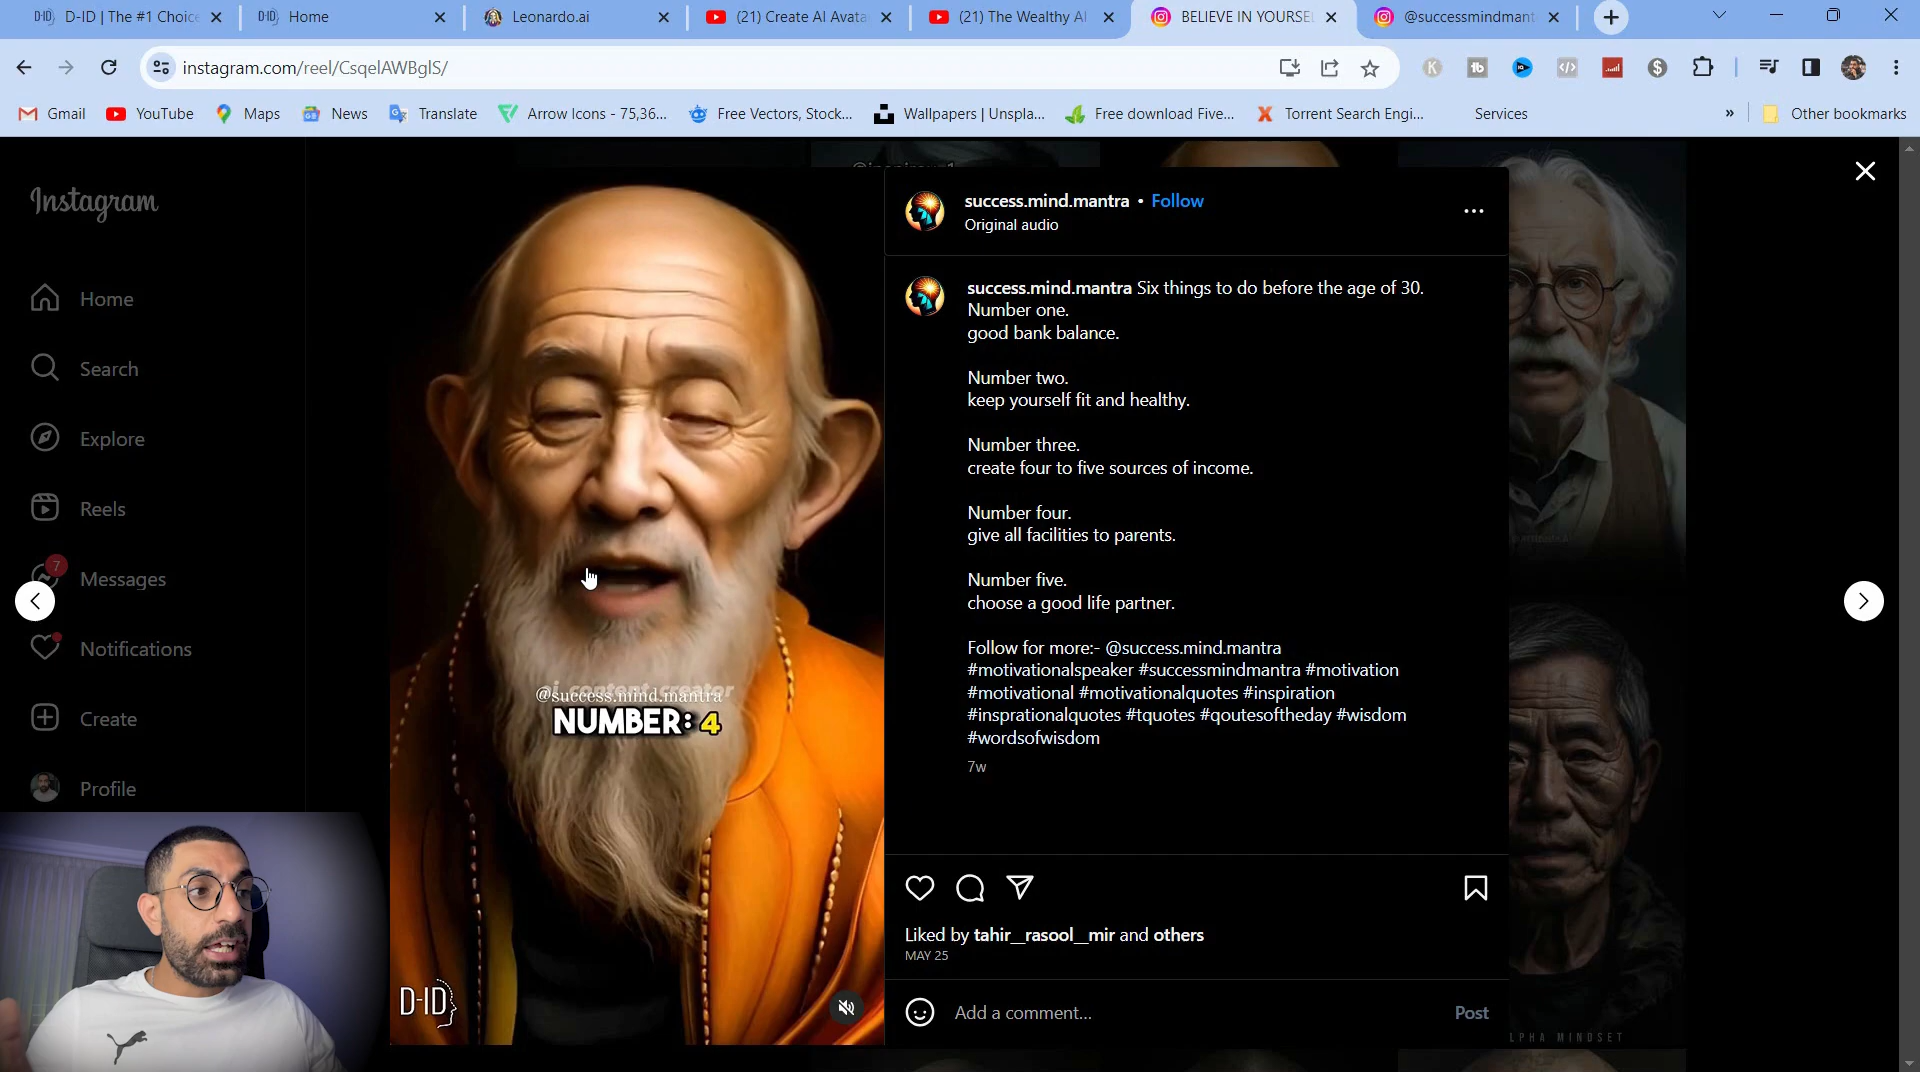 D-ID | The #1 Choice
Home
Leonardo.ai
(21) Create AI Avata
(21) The Wealthy AI
BELIEVE IN YOURSE
@successmindmant
instagram.com/reel/CsqelAWBglS/
Gmail
YouTube
Maps
News
Translate
Arrow Icons - 75,36...
Free Vectors, Stock...
Wallpapers | Unspla...
Free download Five...
Torrent Search Engi...
Services
»
Other bookmarks
Instagram
Home
Search
Explore
Reels
7
Messages
Notifications
Create
Profile
@success.mind.mantra
ai content creator
NUMBER: 4
D-ID
success.mind.mantra • Follow
Original audio
success.mind.mantra Six things to do before the age of 30.
Number one.
good bank balance.
Number two.
keep yourself fit and healthy.
Number three.
create four to five sources of income.
Number four.
give all facilities to parents.
Number five.
choose a good life partner.
Follow for more:- @success.mind.mantra
#motivationalspeaker #successmindmantra #motivation
#motivational #motivationalquotes #inspiration
#insprationalquotes #tquotes #qoutesoftheday #wisdom
#wordsofwisdom
7w
Liked by tahir__rasool__mir and others
MAY 25
Add a comment...
Post
LPHA MINDSET